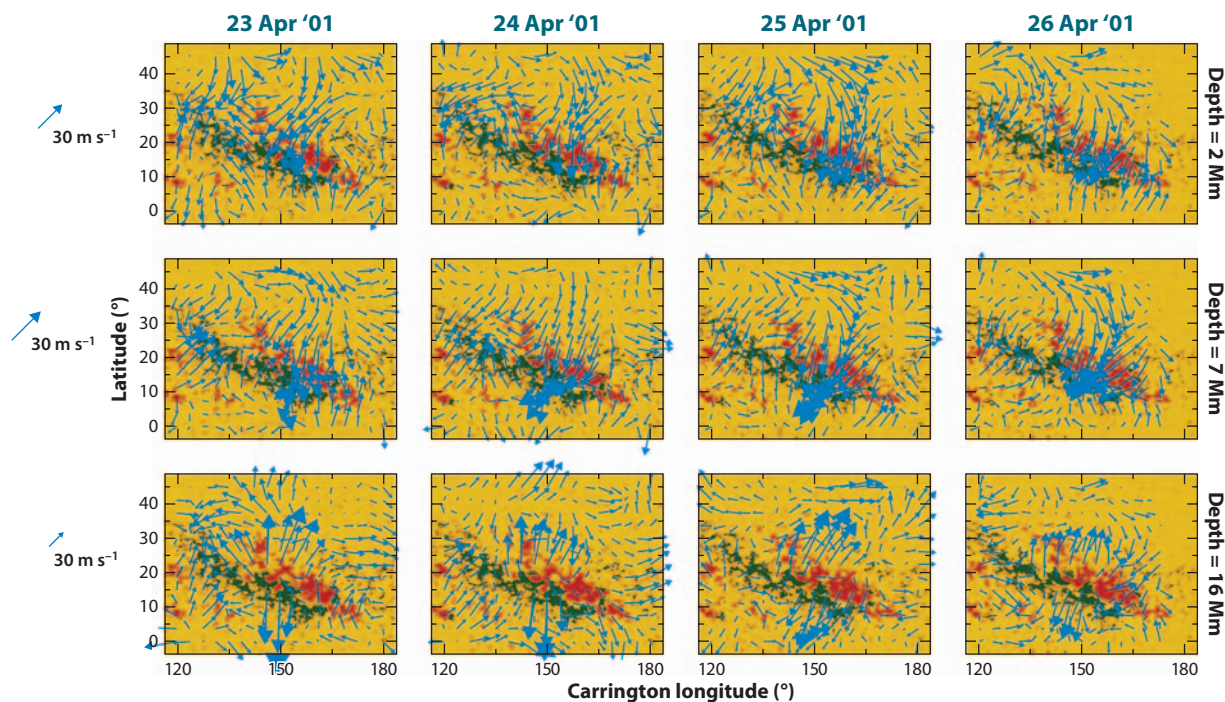 23 Apr ‘01
24 Apr ‘01
25 Apr ‘01
26 Apr ‘01
40
30
20
10
0
30 m s⁻¹
Depth = 2 Mm
40
30
20
10
0
30 m s⁻¹
Latitude (°)
Depth = 7 Mm
40
30
20
10
0
30 m s⁻¹
Depth = 16 Mm
120 150 180
120 150 180
120 150 180
120 150 180
Carrington longitude (°)